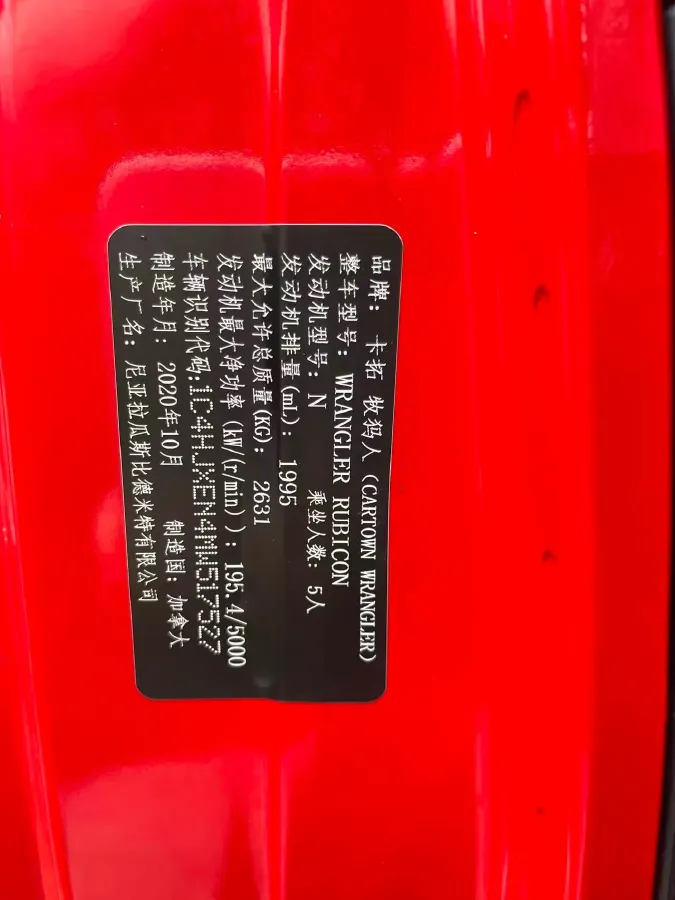 品牌：卡拓 牧犸人(CARTOWN WRANGLER)
整车型号：WRANGLER RUBICON
发动机型号：N 乘坐人数：5人
发动机排量(mL)：1995
最大允许总质量(KG)：2631
发动机最大净功率(kW/(r/min))：195.4/5000
车辆识别代码:1C4HJXEN4MW517527
制造年月：2020年10月 制造国：加拿大
生产厂名：尼亚拉瓜斯比德米特有限公司